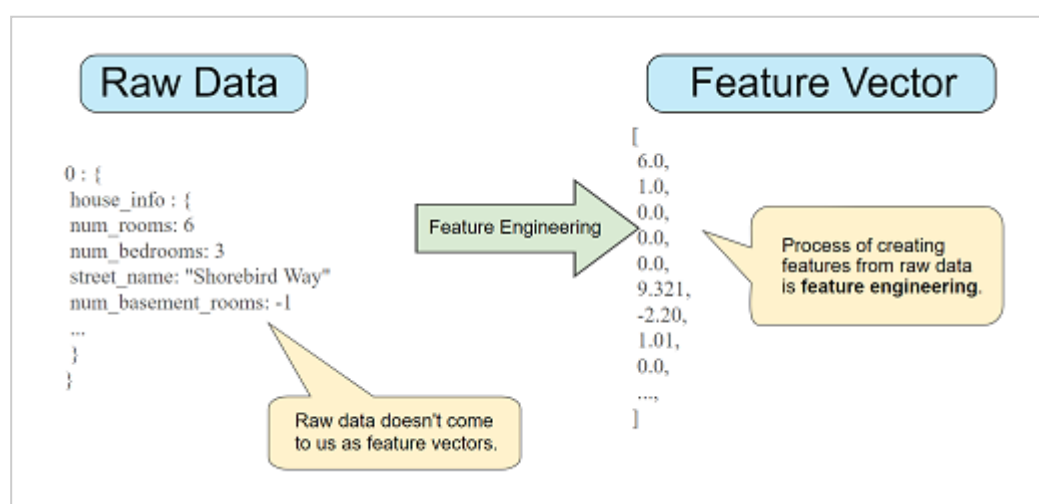 Raw Data
0 : {
house_info : {
num_rooms: 6
num_bedrooms: 3
street_name: "Shorebird Way"
num_basement_rooms: -1
...
}
}
Raw data doesn't come
to us as feature vectors.
Feature Engineering
Feature Vector
[
6.0,
1.0,
0.0,
0.0,
0.0,
9.321,
-2.20,
1.01,
0.0,
...,
]
Process of creating
features from raw data
is feature engineering.